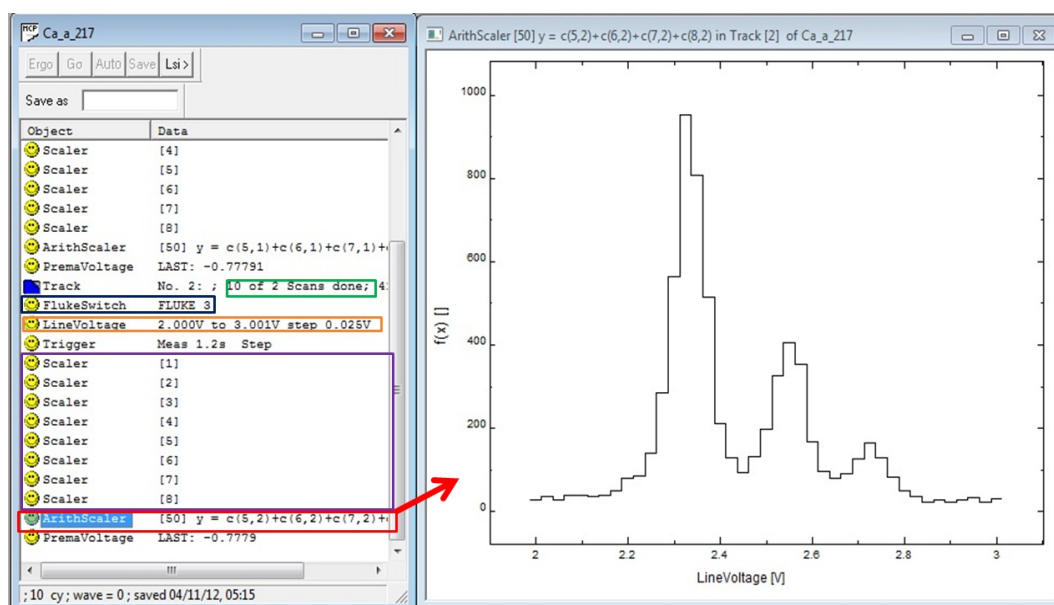 MCP Ca_a_217
Ergo Go Auto Save Lsi>
Save as
Object Data
Scaler [4]
Scaler [5]
Scaler [6]
Scaler [7]
Scaler [8]
ArithScaler [50] y = c(5,1)+c(6,1)+c(7,1)+
PremaVoltage LAST: -0.77791
Track No. 2: ; 10 of 2 Scans done; 4
FlukeSwitch FLUKE 3
LineVoltage 2.000V to 3.001V step 0.025V
Trigger Meas 1.2s Step
Scaler [1]
Scaler [2]
Scaler [3]
Scaler [4]
Scaler [5]
Scaler [6]
Scaler [7]
Scaler [8]
ArithScaler [50] y = c(5,2)+c(6,2)+c(7,2)+
PremaVoltage LAST: -0.7779
;10 cy; wave = 0; saved 04/11/12, 05:15
ArithScaler [50] y = c(5,2)+c(6,2)+c(7,2)+c(8,2) in Track [2] of Ca_a_217
1000
800
600
400
200
0
f(x) []
2 2.2 2.4 2.6 2.8 3
LineVoltage [V]